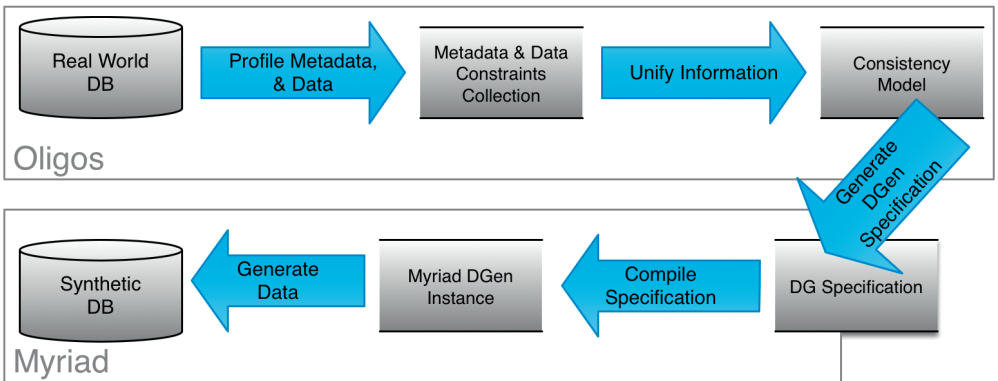 Real World
DB
Profile Metadata,
& Data
Metadata & Data
Constraints
Collection
Unify Information
Consistency
Model
Oligos
Generate
DGen
Specification
Synthetic
DB
Generate
Data
Myriad DGen
Instance
Compile
Specification
DG Specification
Myriad